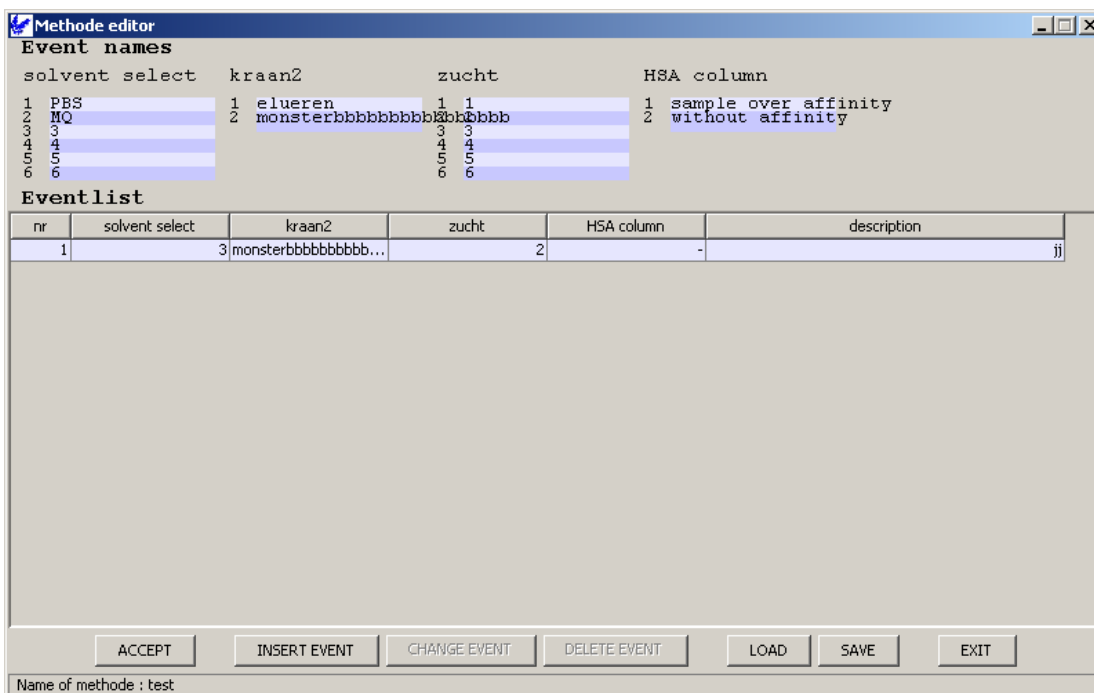 Methode editor
Event names
solvent select kraan2 zucht HSA column
1 PBS 1 elueren 1 1 1 sample over affinity
2 MQ 2 monsterbbbbbbbbbbbbbbbbb 2 2 2 without affinity
3 3 3 3
4 4 4 4
5 5 5 5
6 6 6 6
Eventlist
nr solvent select kraan2 zucht HSA column description
1 3 monsterbbbbbbbbbb... 2 - jj
ACCEPT INSERT EVENT CHANGE EVENT DELETE EVENT LOAD SAVE EXIT
Name of methode : test